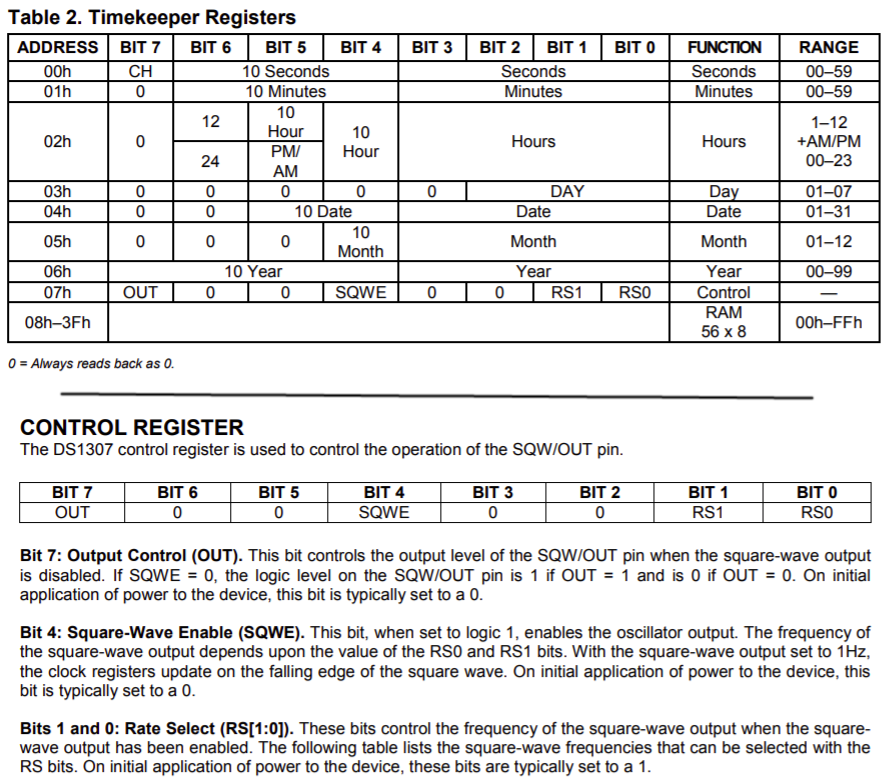 Table 2. Timekeeper Registers
ADDRESS BIT 7 BIT 6 BIT 5 BIT 4 BIT 3 BIT 2 BIT 1 BIT 0 FUNCTION RANGE
00h CH 10 Seconds Seconds Seconds 00–59
01h 0 10 Minutes Minutes Minutes 00–59
02h 0 12 10 Hour 10 Hour Hours Hours 1–12 +AM/PM 00–23
24 PM/ AM
03h 0 0 0 0 0 DAY Day 01–07
04h 0 0 10 Date Date Date 01–31
05h 0 0 0 10 Month Month Month 01–12
06h 10 Year Year Year 00–99
07h OUT 0 0 SQWE 0 0 RS1 RS0 Control —
08h–3Fh RAM 56 x 8 00h–FFh
0 = Always reads back as 0.
CONTROL REGISTER
The DS1307 control register is used to control the operation of the SQW/OUT pin.
BIT 7 BIT 6 BIT 5 BIT 4 BIT 3 BIT 2 BIT 1 BIT 0
OUT 0 0 SQWE 0 0 RS1 RS0
Bit 7: Output Control (OUT). This bit controls the output level of the SQW/OUT pin when the square-wave output
is disabled. If SQWE = 0, the logic level on the SQW/OUT pin is 1 if OUT = 1 and is 0 if OUT = 0. On initial
application of power to the device, this bit is typically set to a 0.
Bit 4: Square-Wave Enable (SQWE). This bit, when set to logic 1, enables the oscillator output. The frequency of
the square-wave output depends upon the value of the RS0 and RS1 bits. With the square-wave output set to 1Hz,
the clock registers update on the falling edge of the square wave. On initial application of power to the device, this
bit is typically set to a 0.
Bits 1 and 0: Rate Select (RS[1:0]). These bits control the frequency of the square-wave output when the square-
wave output has been enabled. The following table lists the square-wave frequencies that can be selected with the
RS bits. On initial application of power to the device, these bits are typically set to a 1.